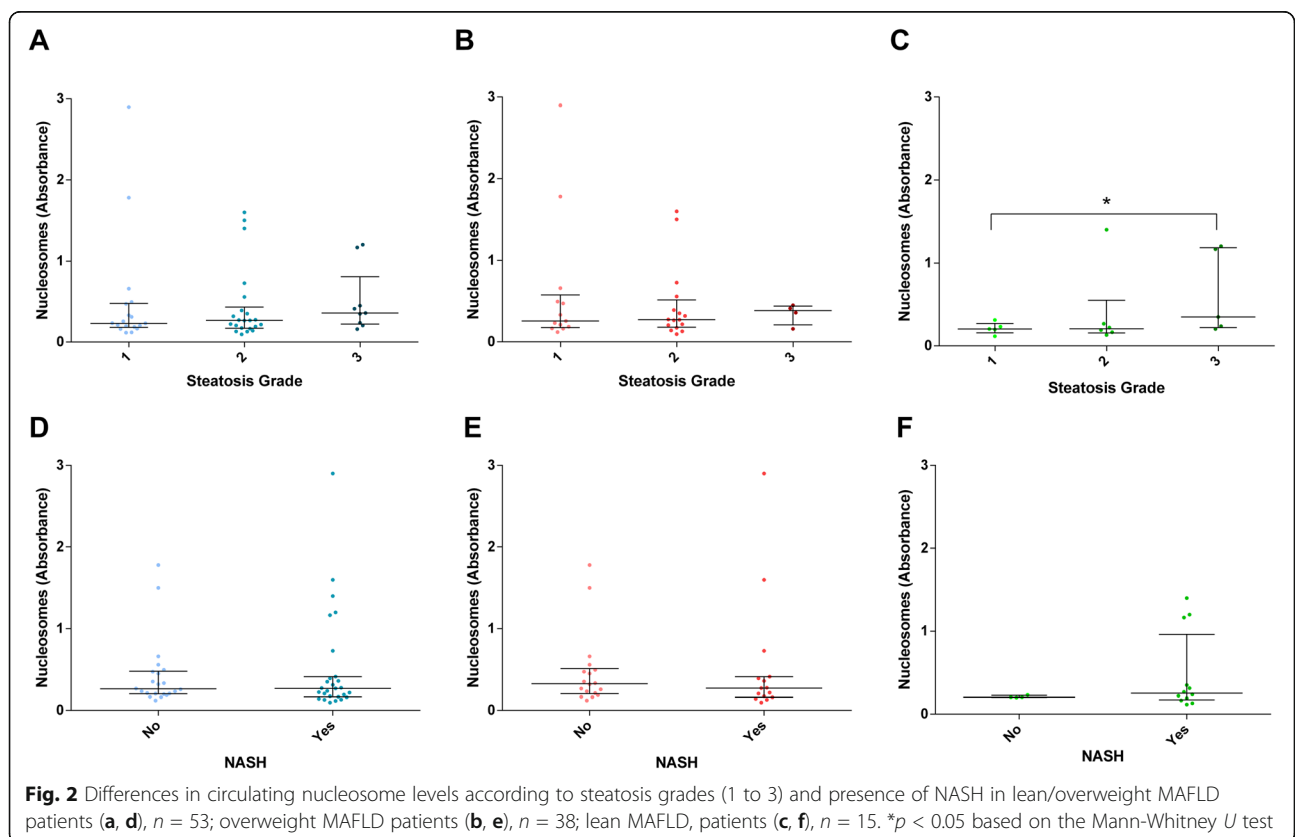 A
B
C
3
2
1
0
Nucleosomes (Absorbance)
1
2
3
Steatosis Grade
3
2
1
0
Nucleosomes (Absorbance)
1
2
3
Steatosis Grade
3
2
1
0
Nucleosomes (Absorbance)
*
1
2
3
Steatosis Grade
D
E
F
3
2
1
0
Nucleosomes (Absorbance)
No
Yes
NASH
3
2
1
0
Nucleosomes (Absorbance)
No
Yes
NASH
3
2
1
0
Nucleosomes (Absorbance)
No
Yes
NASH
Fig. 2 Differences in circulating nucleosome levels according to steatosis grades (1 to 3) and presence of NASH in lean/overweight MAFLD
patients (a, d), n = 53; overweight MAFLD patients (b, e), n = 38; lean MAFLD, patients (c, f), n = 15. *p < 0.05 based on the Mann-Whitney U test